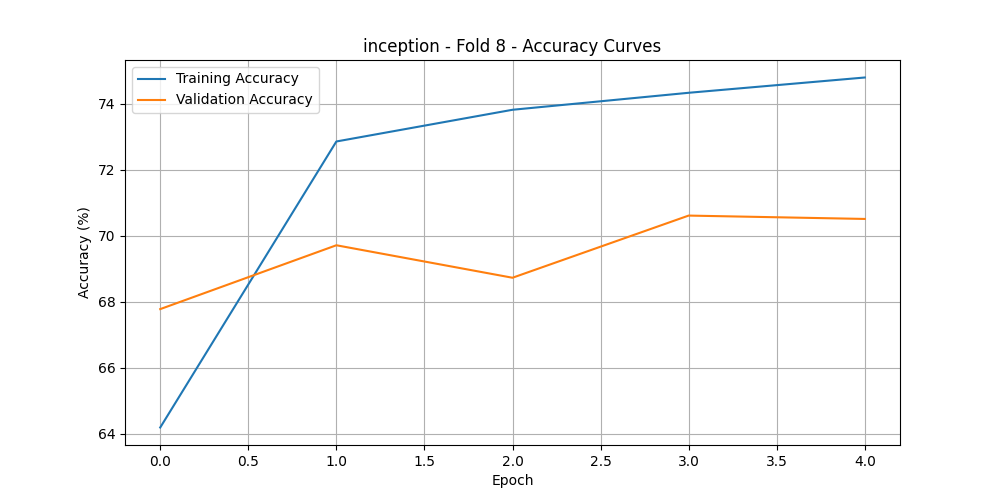 inception - Fold 8 - Accuracy Curves
Training Accuracy
Validation Accuracy
Accuracy (%)
74
72
70
68
66
64
0.0 0.5 1.0 1.5 2.0 2.5 3.0 3.5 4.0
Epoch